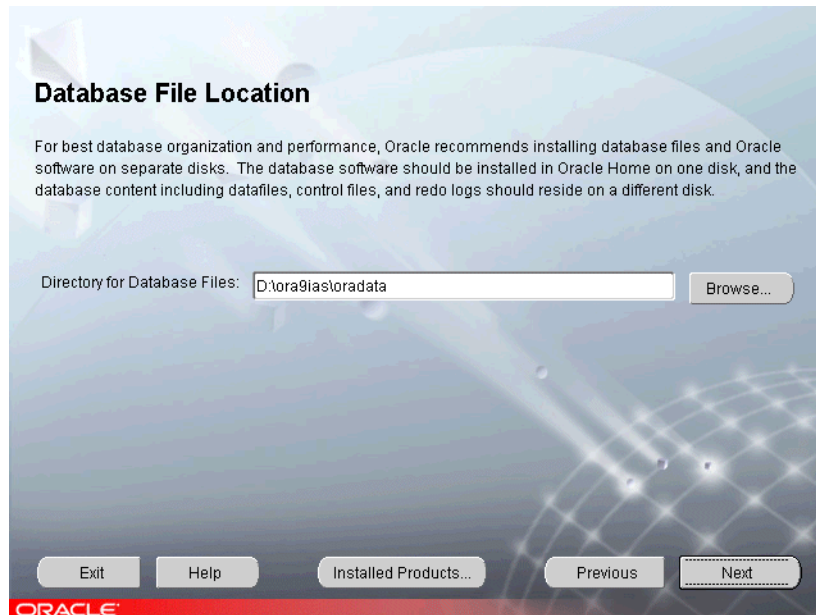 Database File Location
For best database organization and performance, Oracle recommends installing database files and Oracle
software on separate disks. The database software should be installed in Oracle Home on one disk, and the
database content including datafiles, control files, and redo logs should reside on a different disk.
Directory for Database Files: D:\ora9ias\oradata Browse...
Exit Help Installed Products... Previous Next
ORACLE